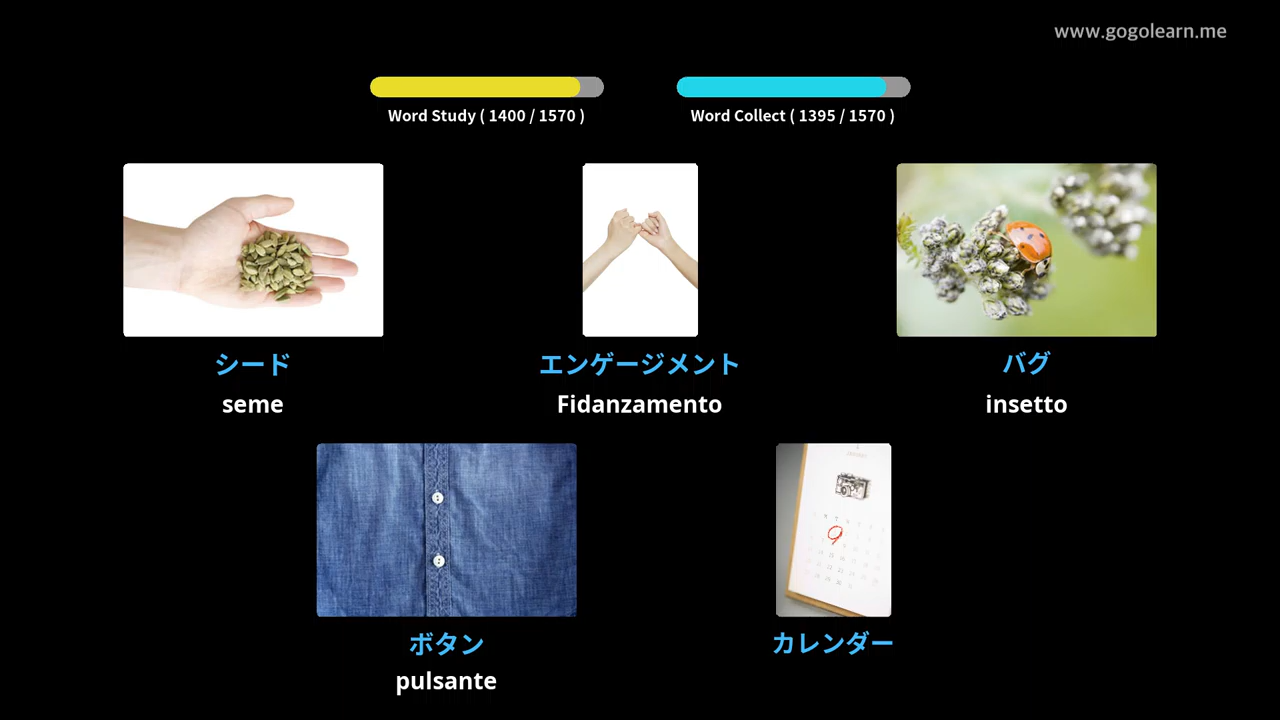 www.gogolearn.me
Word Study ( 1400 / 1570 )
Word Collect ( 1395 / 1570 )
シード
seme
エンゲージメント
Fidanzamento
バグ
insetto
ボタン
pulsante
カレンダー
9